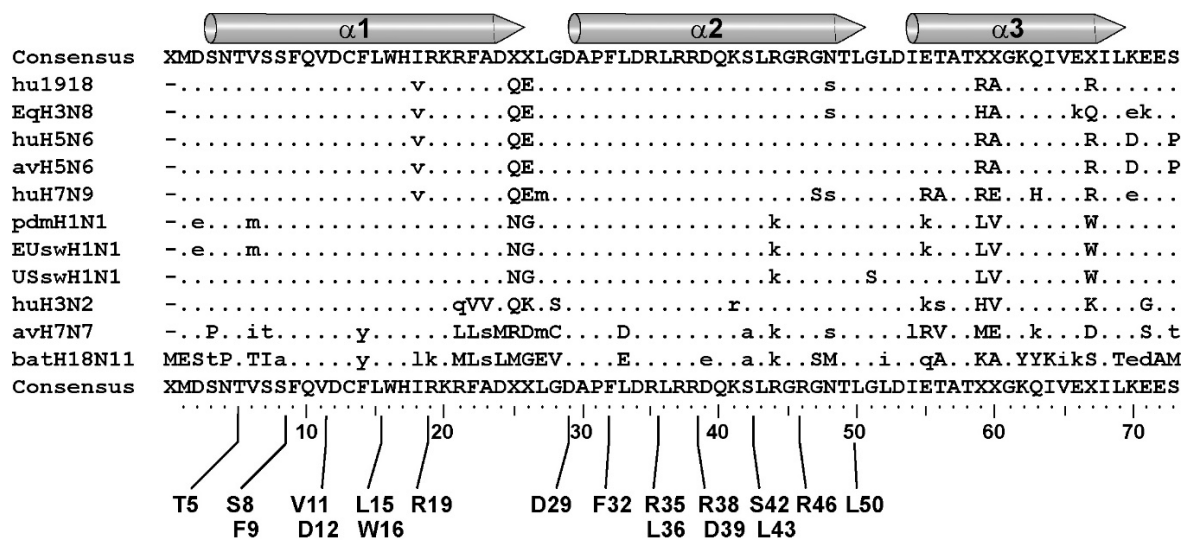 α1 α2 α3
Consensus XMDSNTVSSFQVDCFLWHIRKRFADXXLGDAPFLDRLRRDQKSLRGRGNTLGLDIETATXXGKQIVEXILKEES
hu1918 -.................v......QE.....................s..........RA......R......
EqH3N8 -.................v......QE.....................s..........HA.....kQ..ek..
huH5N6 -.................v......QE................................RA......R..D..P
avH5N6 -.................v......QE................................RA......R..D..P
huH7N9 -.................v......QEm...................Gs......RA..RE..H...R..e...
pdmH1N1 -.e...m..................NG.................k..........k...LV......W......
EUswH1N1 -.e...m..................NG.................k..........k...LV......W......
USswH1N1 -........................NG.................k......S.......LV......W......
huH3N2 -....................qVV.QK.S............r.............ks..HV......K...G..
avH7N7 -..P..it......y......LLsMRDmC....D........a.k...s.....lRV..ME..k...D...S.t
batH18N11 MEStP.TIa.....y...lk.MLsLMGEV....E.....e..a.k..SM...i..qA..KA.YYKikS.TedAM
Consensus XMDSNTVSSFQVDCFLWHIRKRFADXXLGDAPFLDRLRRDQKSLRGRGNTLGLDIETATXXGKQIVEXILKEES
10 20 30 40 50 60 70
T5 S8 V11 L15 R19 D29 F32 R35 R38 S42 R46 L50
F9 D12 W16 L36 D39 L43